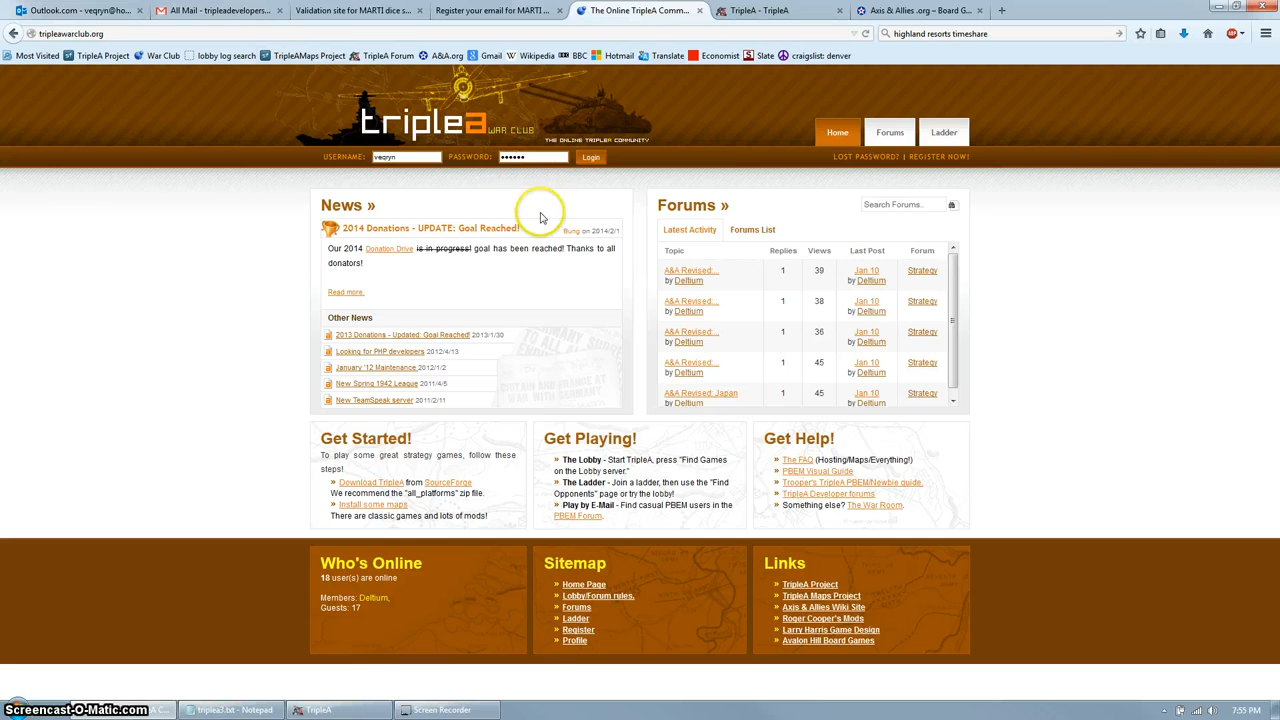 Outlook.com - veqryn@ho...
All Mail - tripleadevelopers...
Validation site for MARTI dice s...
Register your email for MARTI ...
The Online TripleA Comm...
TripleA - TripleA
Axis & Allies .org – Board G...
tripleawarclub.org
highland resorts timeshare
Most Visited
TripleA Project
War Club
lobby log search
TripleAMaps Project
TripleA Forum
A&A.org
Gmail
Wikipedia
BBC
Hotmail
Translate
Economist
Slate
craigslist: denver
triplea WAR CLUB
THE ONLINE TRIPLEA COMMUNITY
Home
Forums
Ladder
USERNAME:
veqryn
PASSWORD:
Login
LOST PASSWORD? | REGISTER NOW!
News »
2014 Donations - UPDATE: Goal Reached!
Bung on 2014/2/1
Our 2014 Donation Drive is in progress! goal has been reached! Thanks to all
donators!
Read more.
Other News
2013 Donations - Updated: Goal Reached! 2013/1/30
Looking for PHP developers 2012/4/13
January '12 Maintenance 2012/1/2
New Spring 1942 League 2011/4/5
New TeamSpeak server 2011/2/11
Forums »
Search Forums..
Latest Activity
Forums List
Topic Replies Views Last Post Forum
A&A Revised:... 1 39 Jan 10 Strategy
by Deltium by Deltium
A&A Revised:... 1 38 Jan 10 Strategy
by Deltium by Deltium
A&A Revised:... 1 36 Jan 10 Strategy
by Deltium by Deltium
A&A Revised:... 1 45 Jan 10 Strategy
by Deltium by Deltium
A&A Revised: Japan 1 45 Jan 10 Strategy
by Deltium by Deltium
Get Started!
To play some great strategy games, follow these
steps!
» Download TripleA from SourceForge
We recommend the "all_platforms" zip file.
» Install some maps
There are classic games and lots of mods!
Get Playing!
» The Lobby - Start TripleA, press "Find Games
on the Lobby server."
» The Ladder - Join a ladder, then use the "Find
Opponents" page or try the lobby!
» Play by E-Mail - Find casual PBEM users in the
PBEM Forum.
Get Help!
» The FAQ (Hosting/Maps/Everything!)
» PBEM Visual Guide
» Trooper's TripleA PBEM/Newbie guide.
» TripleA Developer forums
» Something else? The War Room.
Who's Online
18 user(s) are online
Members: Deltium,
Guests: 17
Sitemap
» Home Page
» Lobby/Forum rules.
» Forums
» Ladder
» Register
» Profile
Links
» TripleA Project
» TripleA Maps Project
» Axis & Allies Wiki Site
» Roger Cooper's Mods
» Larry Harris Game Design
» Avalon Hill Board Games
Screencast-O-Matic.com
triplea3.txt - Notepad
TripleA
Screen Recorder
7:55 PM